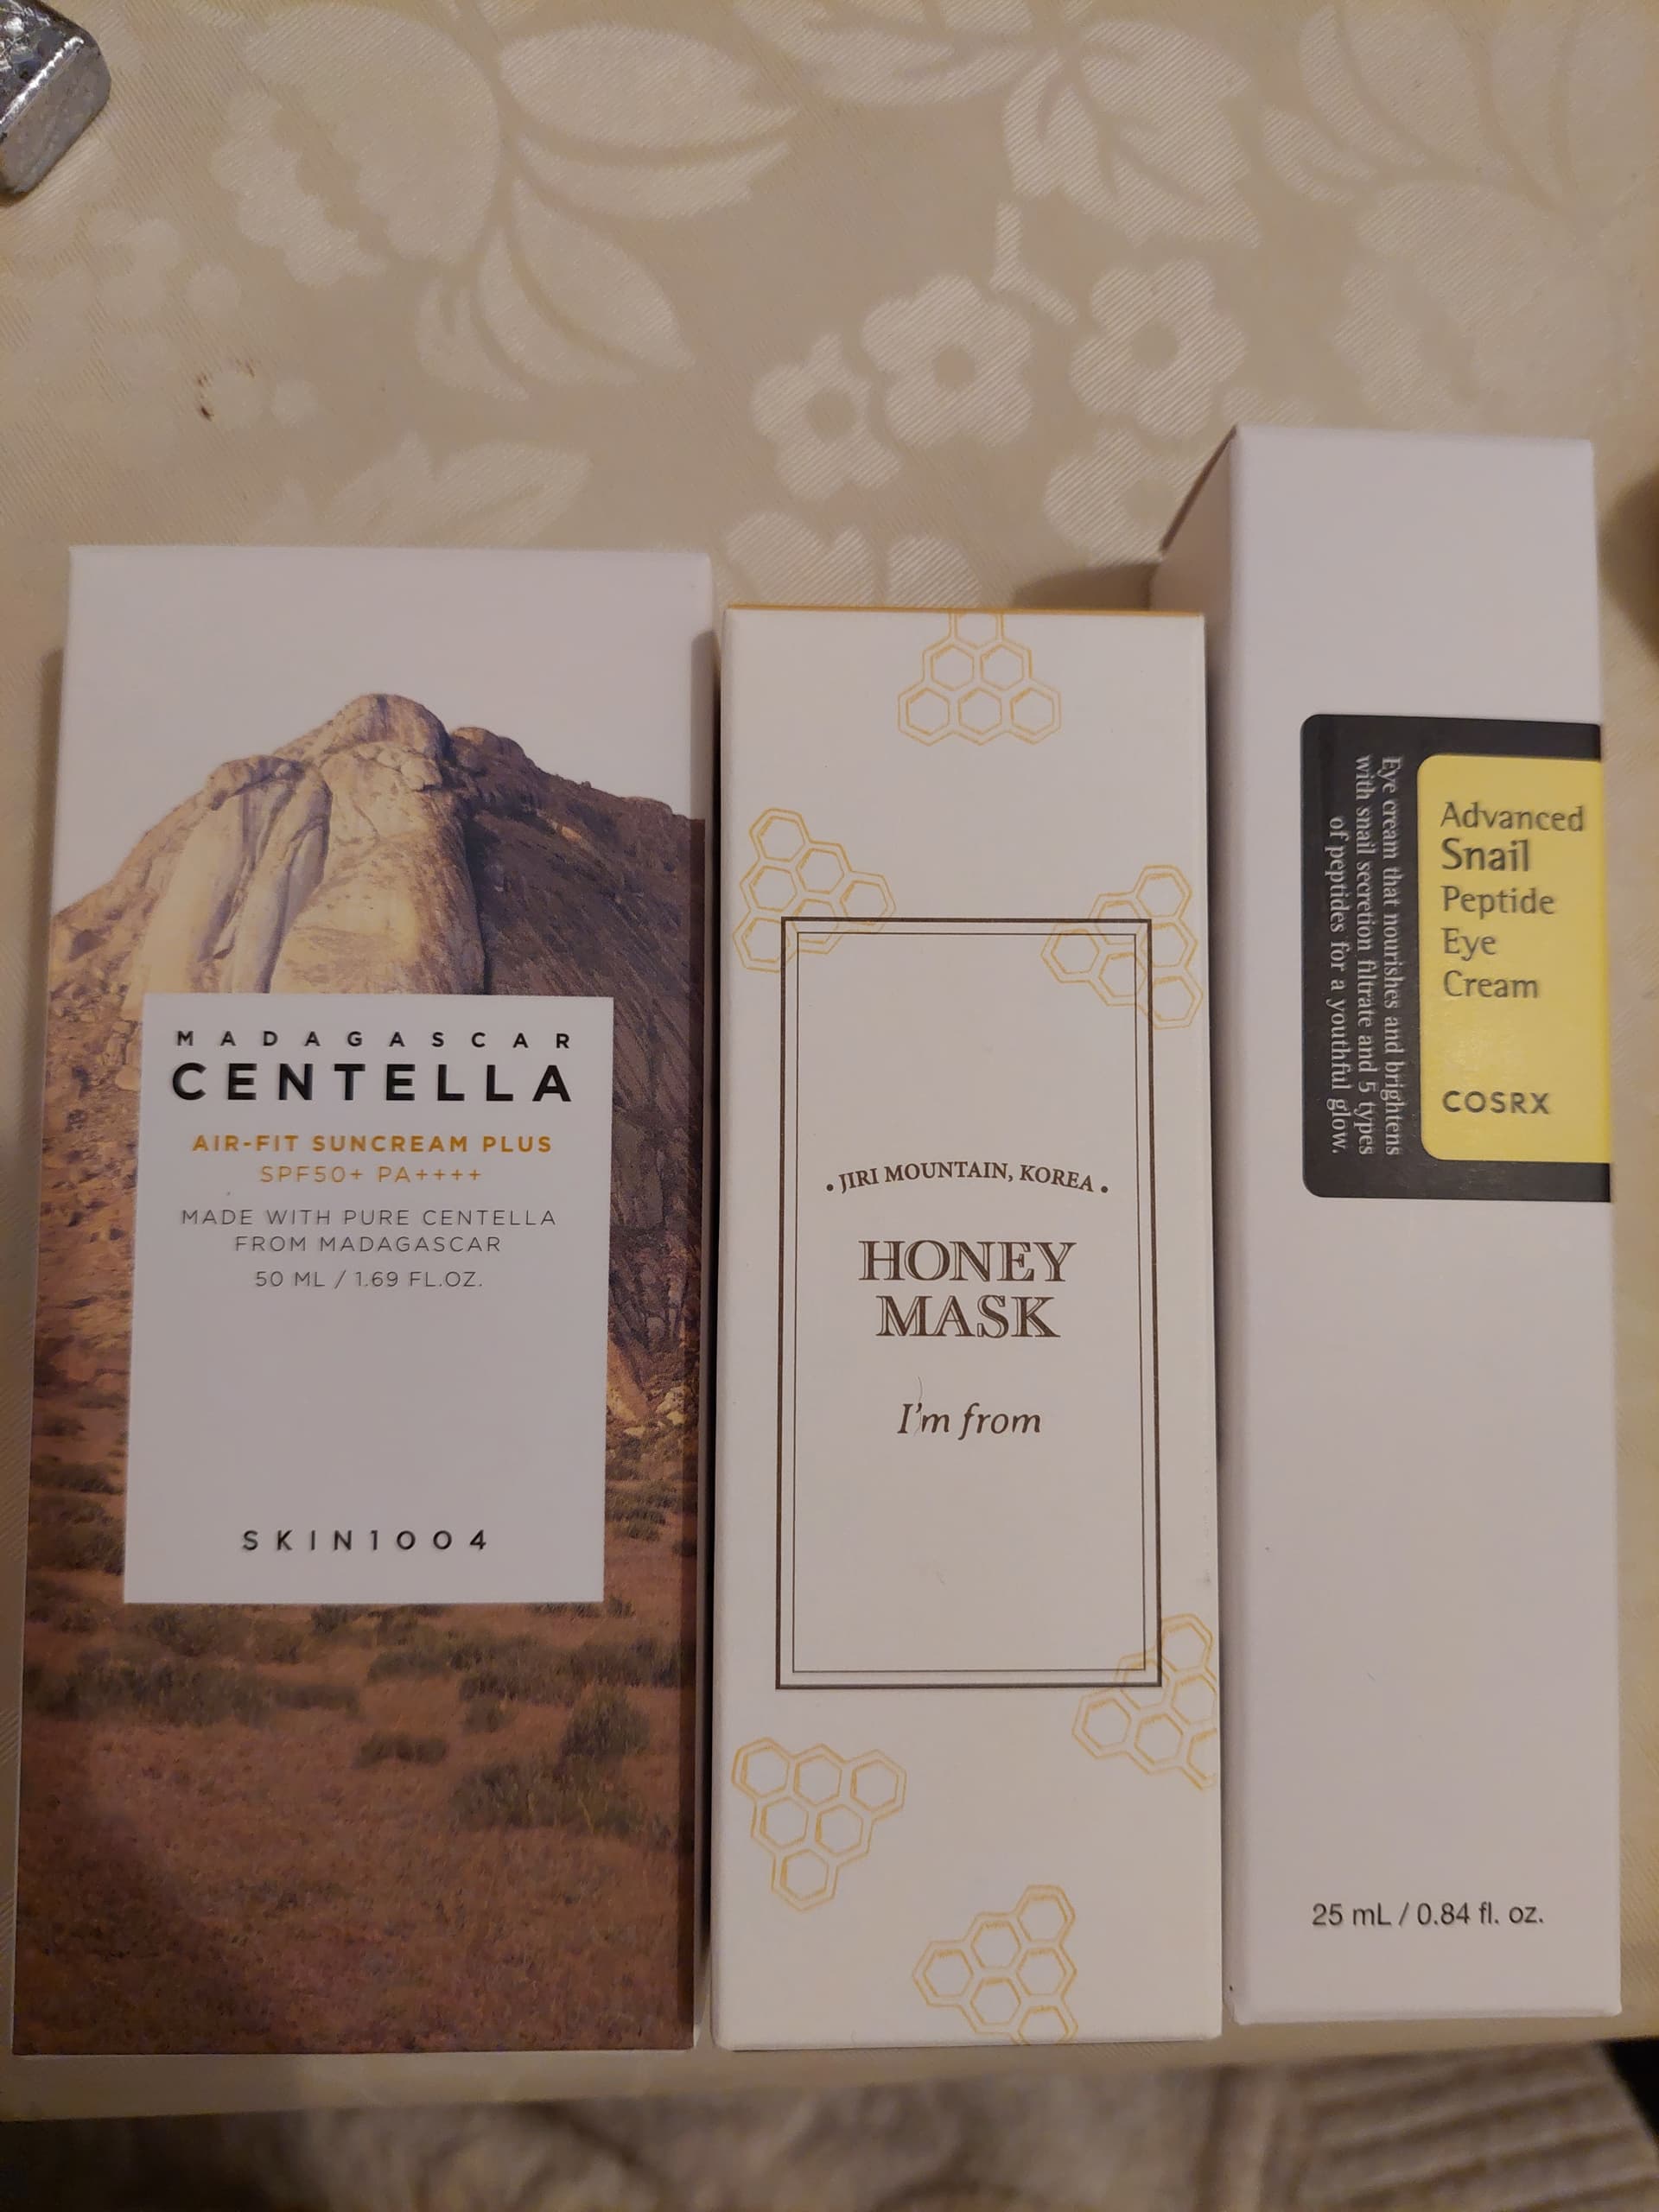 MADAGASCAR
CENTELLA
AIR-FIT SUNCREAM PLUS
SPF50+ PA++++
MADE WITH PURE CENTELLA
FROM MADAGASCAR
50 ML / 1.69 FL.OZ.
SKIN1004
• JIRI MOUNTAIN, KOREA •
HONEY
MASK
I'm from
Advanced
Snail
Peptide
Eye
Cream
COSRX
Eye cream that nourishes and brightens
with snail secretion filtrate and 5 types
of peptides for a youthful glow.
25 mL / 0.84 fl. oz.